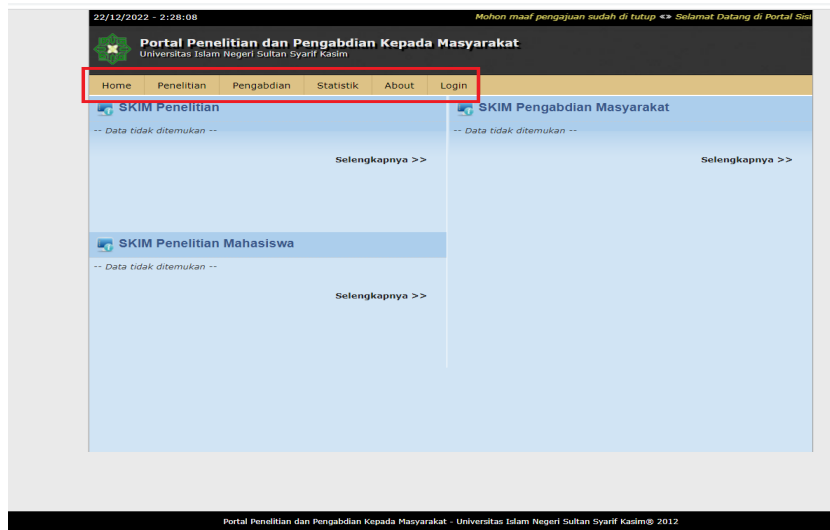 22/12/2022 - 2:28:08
Mohon maaf pengajuan sudah di tutup <> Selamat Datang di Portal Sist
Portal Penelitian dan Pengabdian Kepada Masyarakat
Universitas Islam Negeri Sultan Syarif Kasim
Home Penelitian Pengabdian Statistik About Login
SKIM Penelitian
-- Data tidak ditemukan --
Selengkapnya >>
SKIM Pengabdian Masyarakat
-- Data tidak ditemukan --
Selengkapnya >>
SKIM Penelitian Mahasiswa
-- Data tidak ditemukan --
Selengkapnya >>
Portal Penelitian dan Pengabdian Kepada Masyarakat - Universitas Islam Negeri Sultan Syarif Kasim® 2012